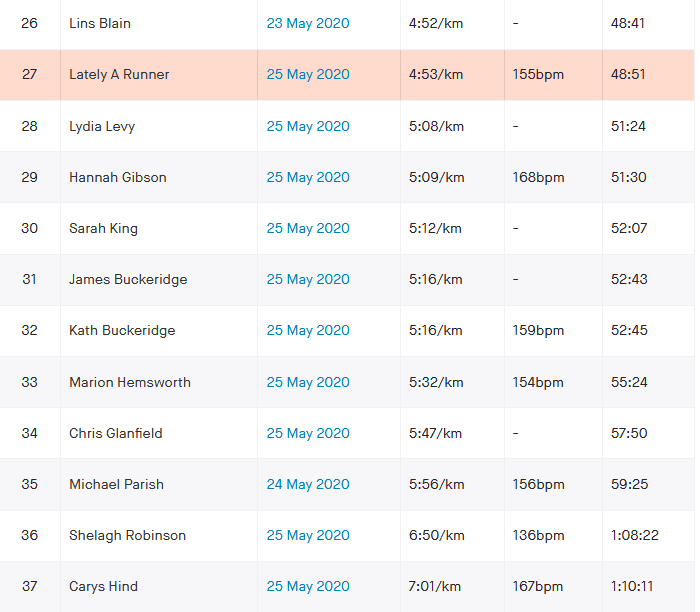 26 Lins Blain 23 May 2020 4:52/km - 48:41
27 Lately A Runner 25 May 2020 4:53/km 155bpm 48:51
28 Lydia Levy 25 May 2020 5:08/km - 51:24
29 Hannah Gibson 25 May 2020 5:09/km 168bpm 51:30
30 Sarah King 25 May 2020 5:12/km - 52:07
31 James Buckeridge 25 May 2020 5:16/km - 52:43
32 Kath Buckeridge 25 May 2020 5:16/km 159bpm 52:45
33 Marion Hemsworth 25 May 2020 5:32/km 154bpm 55:24
34 Chris Glanfield 25 May 2020 5:47/km - 57:50
35 Michael Parish 24 May 2020 5:56/km 156bpm 59:25
36 Shelagh Robinson 25 May 2020 6:50/km 136bpm 1:08:22
37 Carys Hind 25 May 2020 7:01/km 167bpm 1:10:11